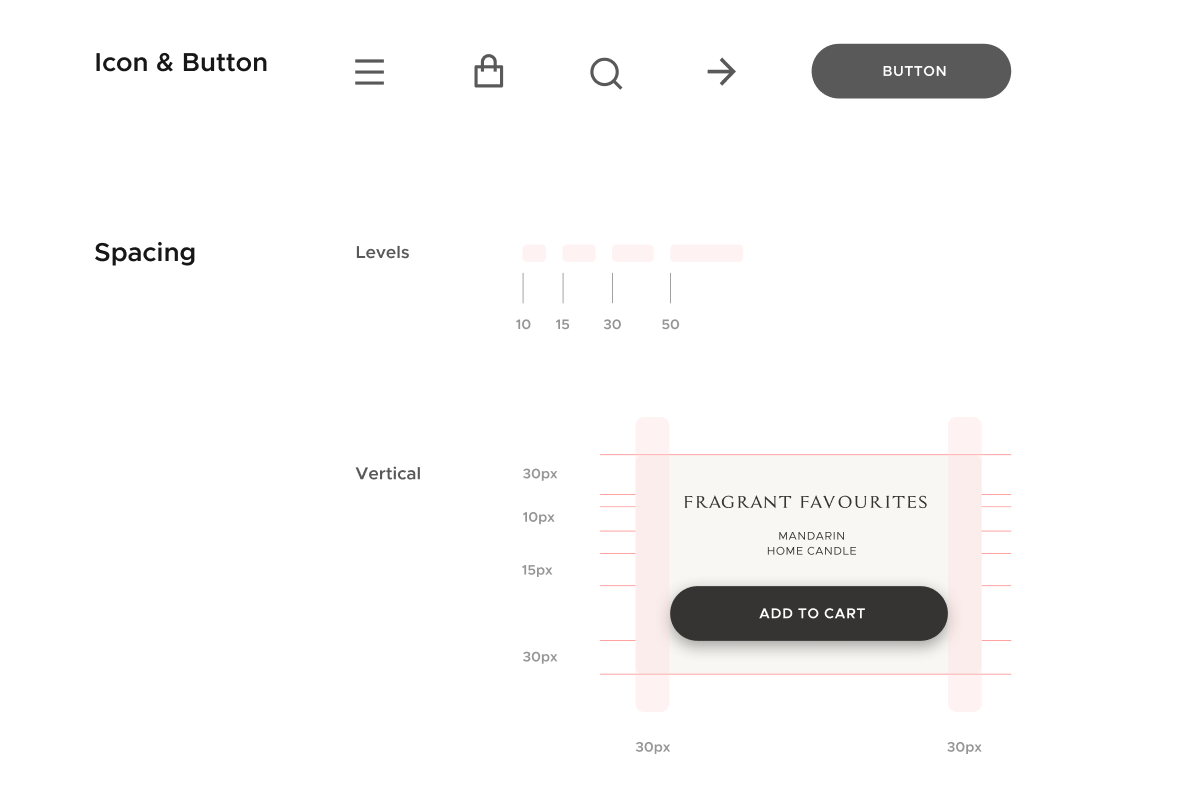 Icon & Button
BUTTON
Spacing
Levels
10 15 30 50
Vertical
30px
10px
15px
30px
FRAGRANT FAVOURITES
MANDARIN
HOME CANDLE
ADD TO CART
30px
30px